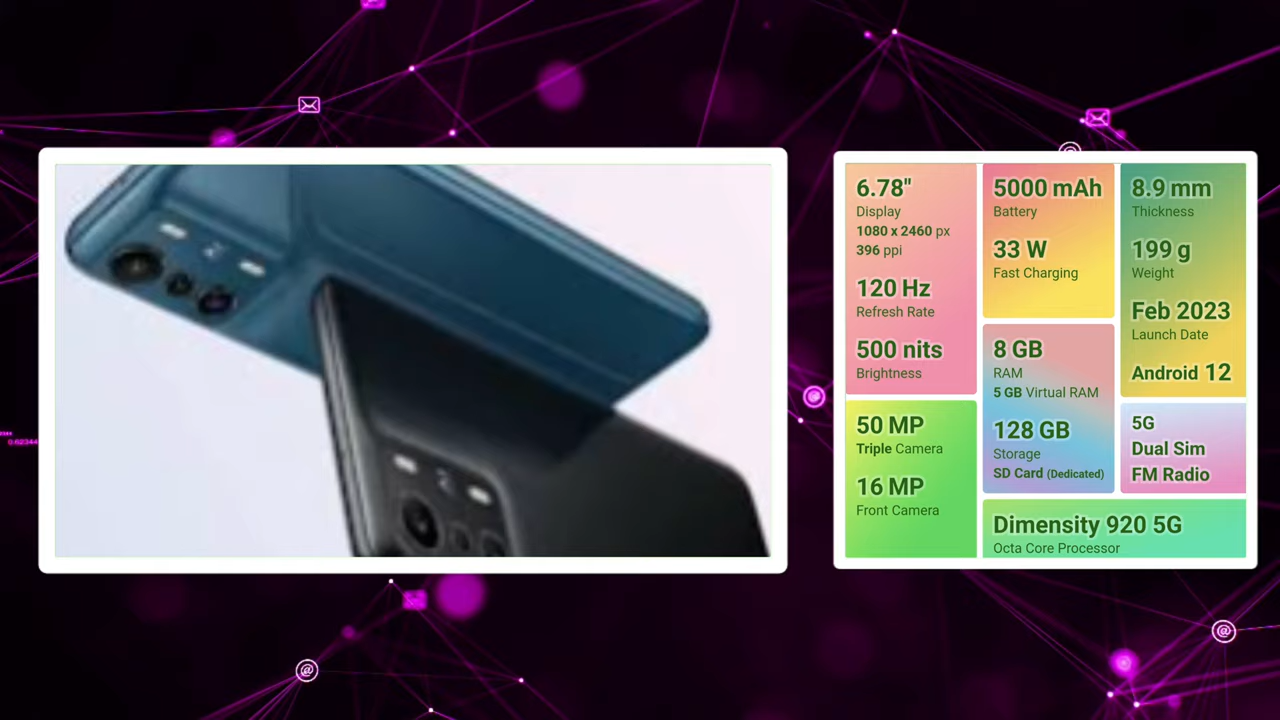 6.78"
Display
1080 x 2460 px
396 ppi
120 Hz
Refresh Rate
500 nits
Brightness
50 MP
Triple Camera
16 MP
Front Camera
5000 mAh
Battery
33 W
Fast Charging
8 GB
RAM
5 GB Virtual RAM
128 GB
Storage
SD Card (Dedicated)
8.9 mm
Thickness
199 g
Weight
Feb 2023
Launch Date
Android 12
5G
Dual Sim
FM Radio
Dimensity 920 5G
Octa Core Processor
0.62344